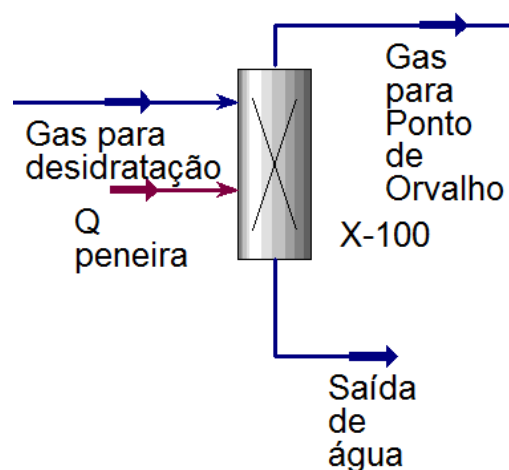 Gas
para
Ponto
de
Orvalho
Gas para
desidratação
Q
peneira
X-100
Saída
de
água